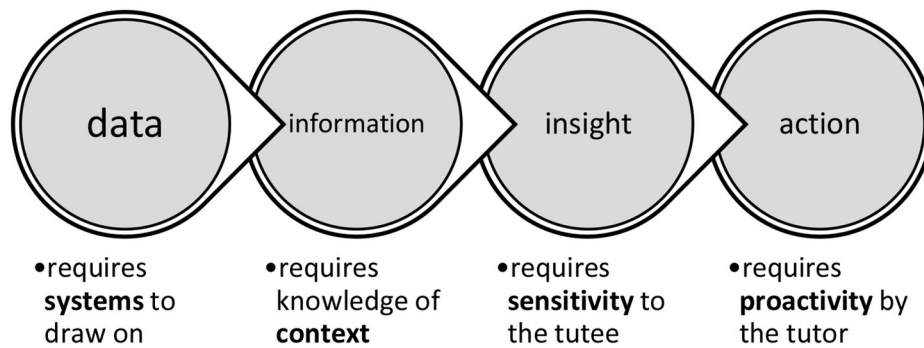 data
information
insight
action
•requires
systems to
draw on
•requires
knowledge of
context
•requires
sensitivity to
the tutee
•requires
proactivity by
the tutor